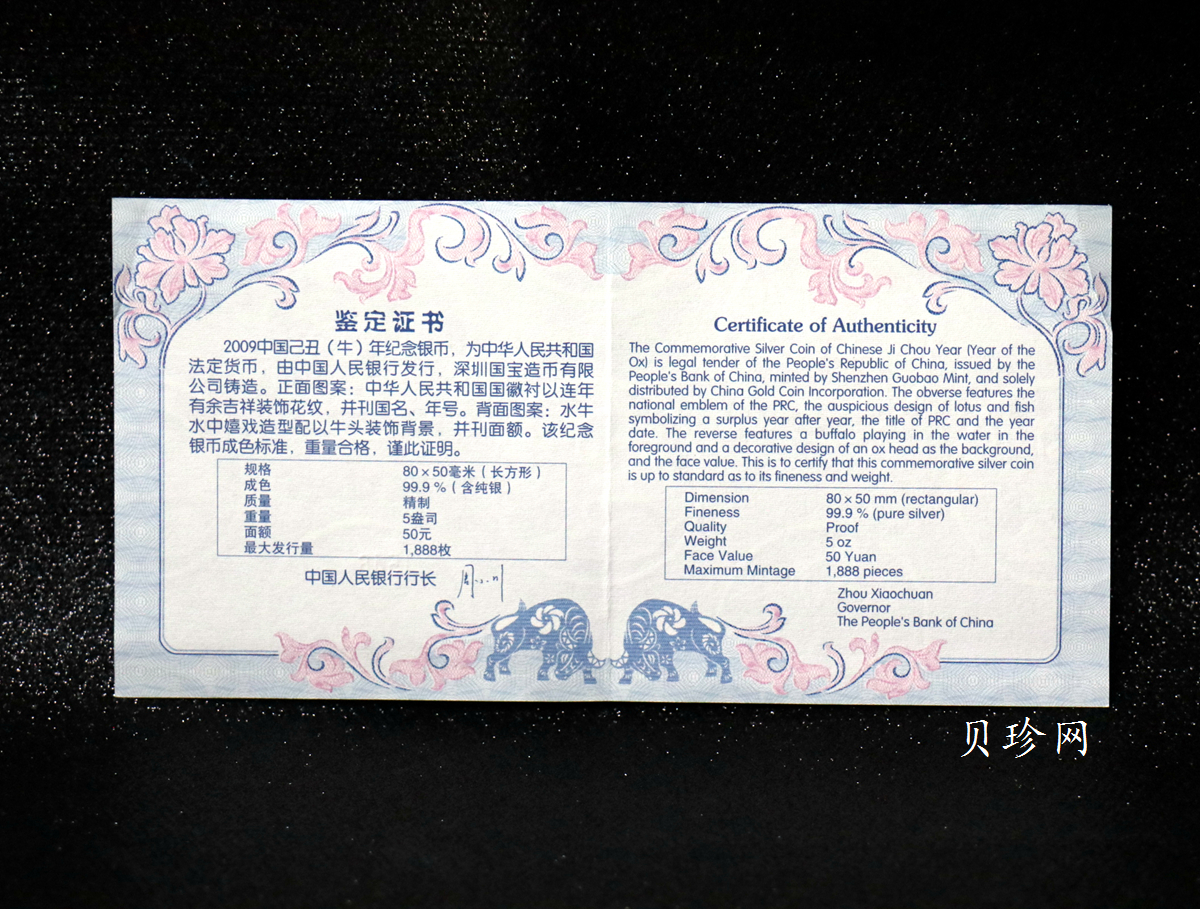 鉴定证书
2009中国己丑（牛）年纪念银币，为中华人民共和国
法定货币，由中国人民银行发行，深圳国宝造币有限
公司铸造。正面图案：中华人民共和国国徽衬以连年
有余吉祥装饰花纹，并刊国名、年号。背面图案：水牛
水中嬉戏造型配以牛头装饰背景，并刊面额。该纪念
银币成色标准，重量合格，谨此证明。
规格 80×50毫米（长方形）
成色 99.9%（含纯银）
质量 精制
重量 5盎司
面额 50元
最大发行量 1,888枚
中国人民银行行长
Certificate of Authenticity
The Commemorative Silver Coin of Chinese Ji Chou Year (Year of the
Ox) is legal tender of the People's Republic of China, issued by the
People's Bank of China, minted by Shenzhen Guobao Mint, and solely
distributed by China Gold Coin Incorporation. The obverse features the
national emblem of the PRC, the auspicious design of lotus and fish
symbolizing a surplus year after year, the title of PRC and the year
date. The reverse features a buffalo playing in the water in the
foreground and a decorative design of an ox head as the background,
and the face value. This is to certify that this commemorative silver coin
is up to standard as to its fineness and weight.
Dimension 80×50 mm (rectangular)
Fineness 99.9 % (pure silver)
Quality Proof
Weight 5 oz
Face Value 50 Yuan
Maximum Mintage 1,888 pieces
Zhou Xiaochuan
Governor
The People's Bank of China
贝珍网